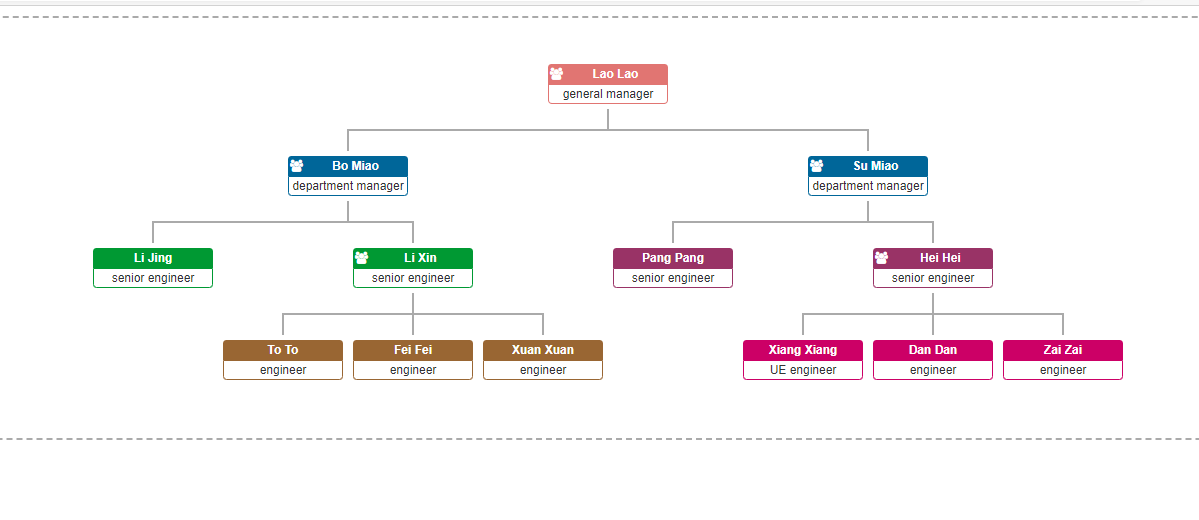 Lao Lao
general manager
Bo Miao
department manager
Su Miao
department manager
Li Jing
senior engineer
Li Xin
senior engineer
Pang Pang
senior engineer
Hei Hei
senior engineer
To To
engineer
Fei Fei
engineer
Xuan Xuan
engineer
Xiang Xiang
UE engineer
Dan Dan
engineer
Zai Zai
engineer